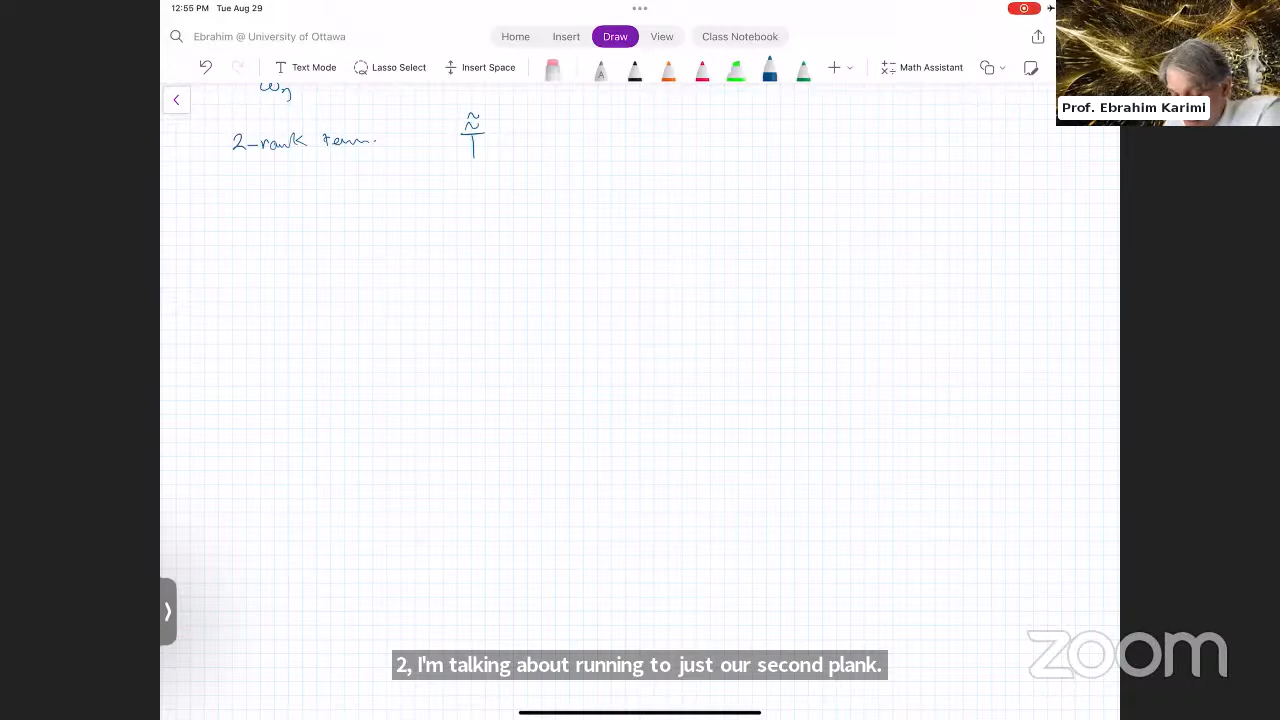 12:55 PM Tue Aug 29
Ebrahim @ University of Ottawa
Home Insert Draw View Class Notebook
Text Mode Lasso Select Insert Space Math Assistant
Prof. Ebrahim Karimi
2-rank T
2, I'm talking about running to just our second plank.
zoom